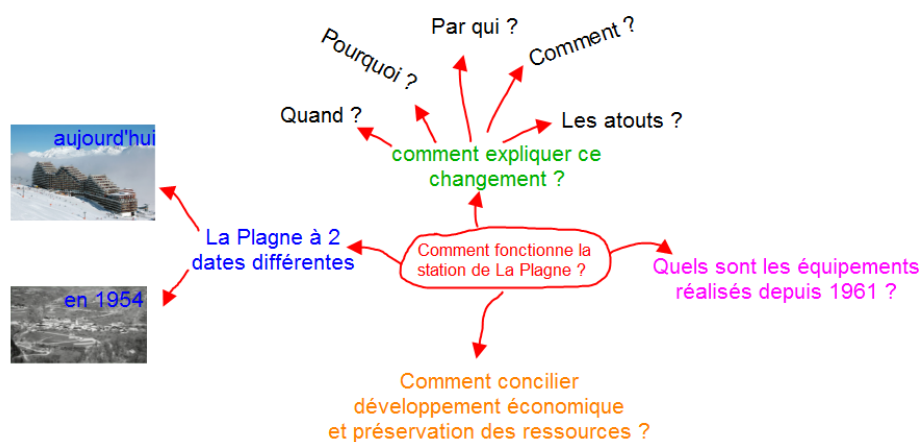 Par qui ?
Comment ?
Pourquoi ?
Quand ?
Les atouts ?
comment expliquer ce
changement ?
aujourd'hui
La Plagne à 2
dates différentes
en 1954
Comment fonctionne la
station de La Plagne ?
Quels sont les équipements
réalisés depuis 1961 ?
Comment concilier
développement économique
et préservation des ressources ?